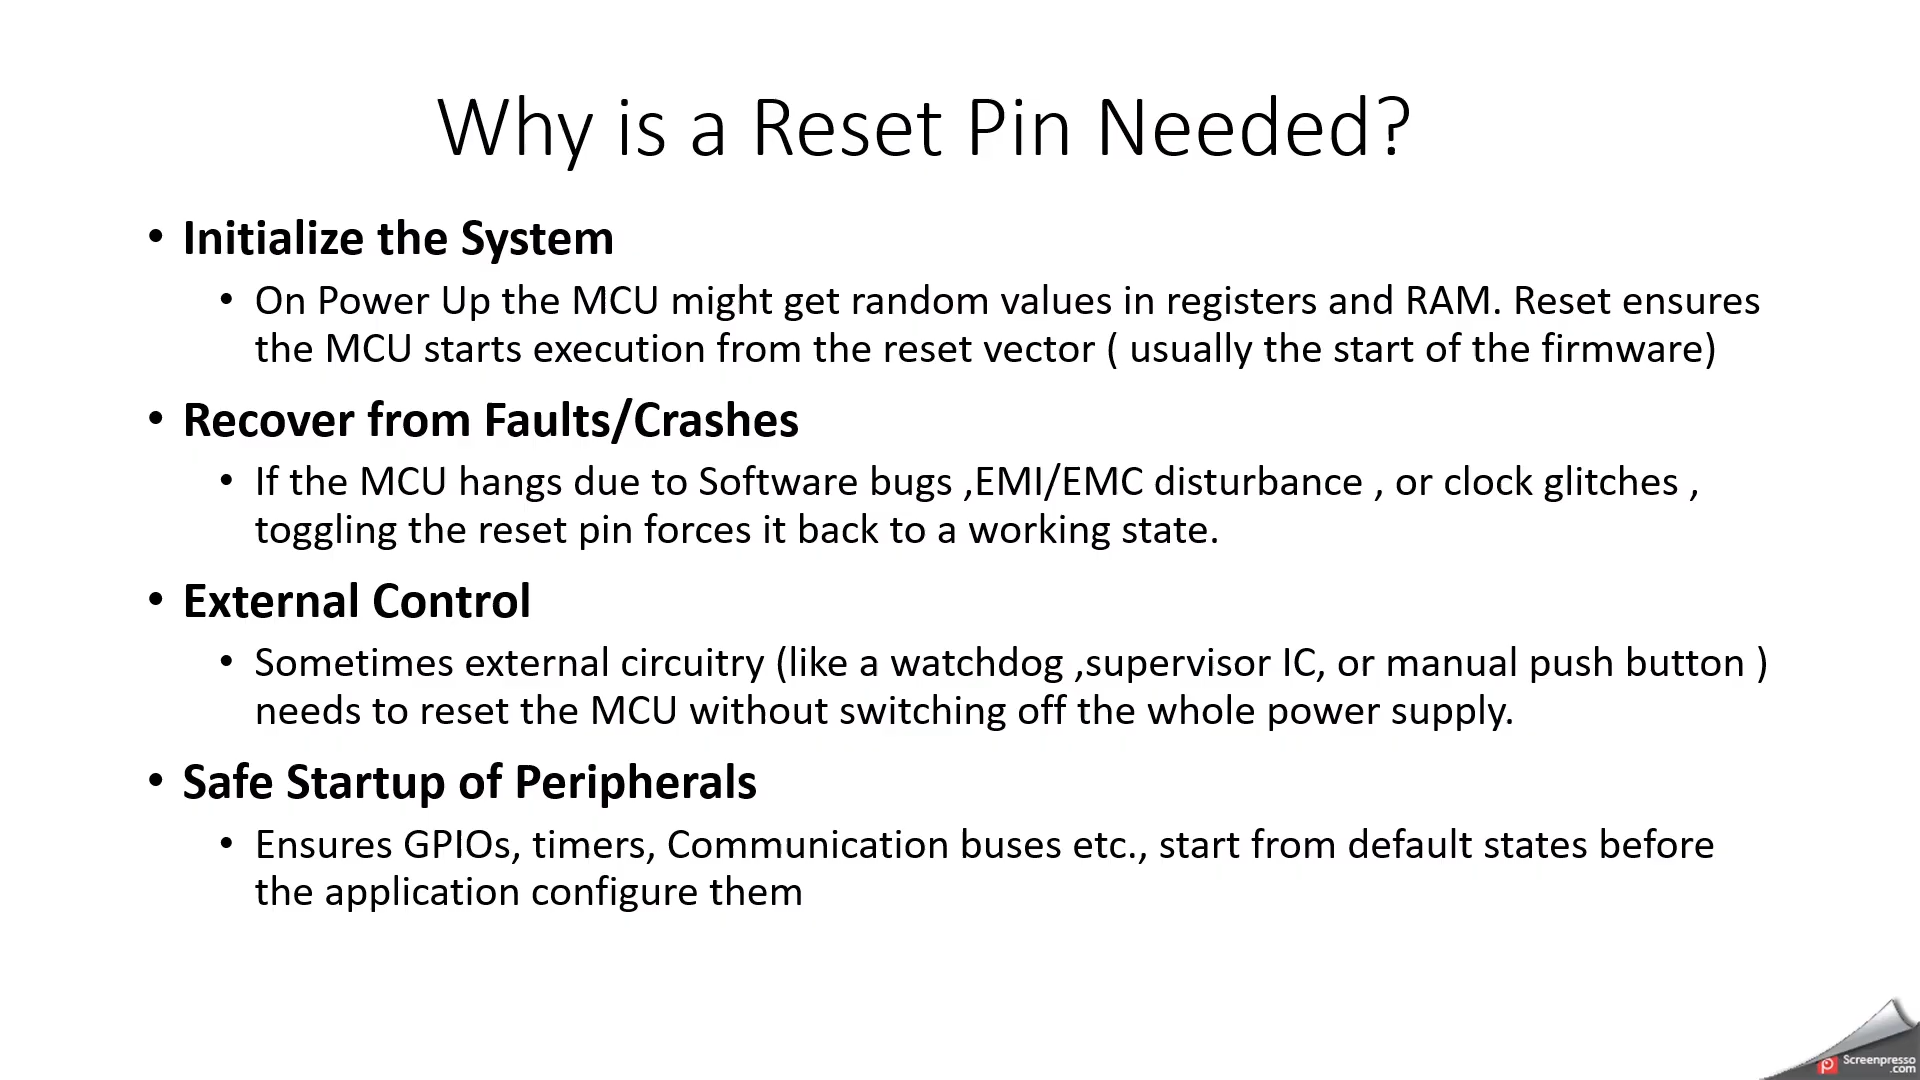 Why is a Reset Pin Needed?
• Initialize the System
• On Power Up the MCU might get random values in registers and RAM. Reset ensures
the MCU starts execution from the reset vector ( usually the start of the firmware)
• Recover from Faults/Crashes
• If the MCU hangs due to Software bugs ,EMI/EMC disturbance , or clock glitches ,
toggling the reset pin forces it back to a working state.
• External Control
• Sometimes external circuitry (like a watchdog ,supervisor IC, or manual push button )
needs to reset the MCU without switching off the whole power supply.
• Safe Startup of Peripherals
• Ensures GPIOs, timers, Communication buses etc., start from default states before
the application configure them
Screenpresso
.com